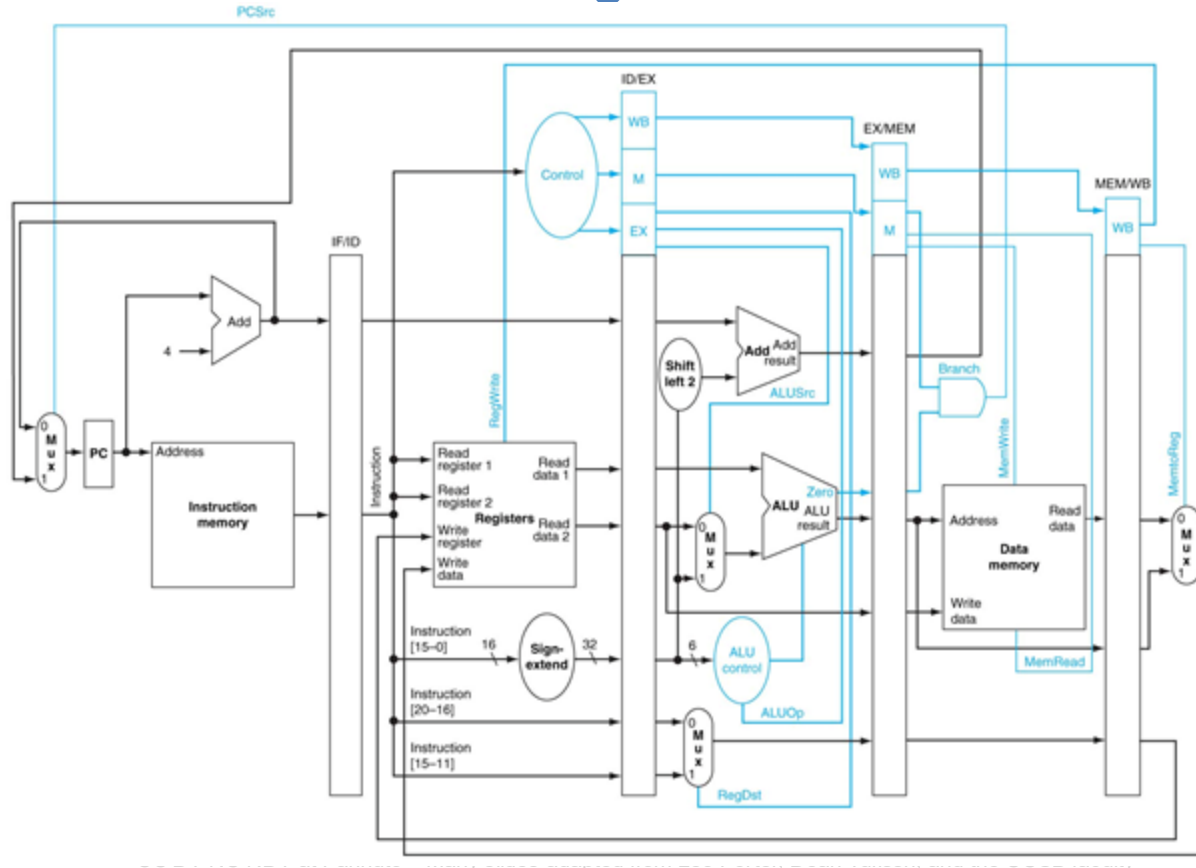 PCSrc
ID/EX
WB
EX/MEM
Control
M
WB
MEM/WB
EX
M
WB
IF/ID
Add
4
Add
Add
result
Shift
left 2
Branch
ALUSrc
RegWrite
MemWrite
MemtoReg
0
M
u
x
1
PC
Address
Instruction
memory
Instruction
Read
register 1
Read
register 2
Write
register
Write
data
Registers
Read
data 1
Read
data 2
0
M
u
x
1
Zero
ALU
ALU
result
Address
Read
data
Data
memory
Write
data
0
M
u
x
1
Instruction
[15–0]
16
Sign-
extend
32
6
ALU
control
MemRead
Instruction
[20–16]
ALUOp
Instruction
[15–11]
0
M
u
x
1
RegDst